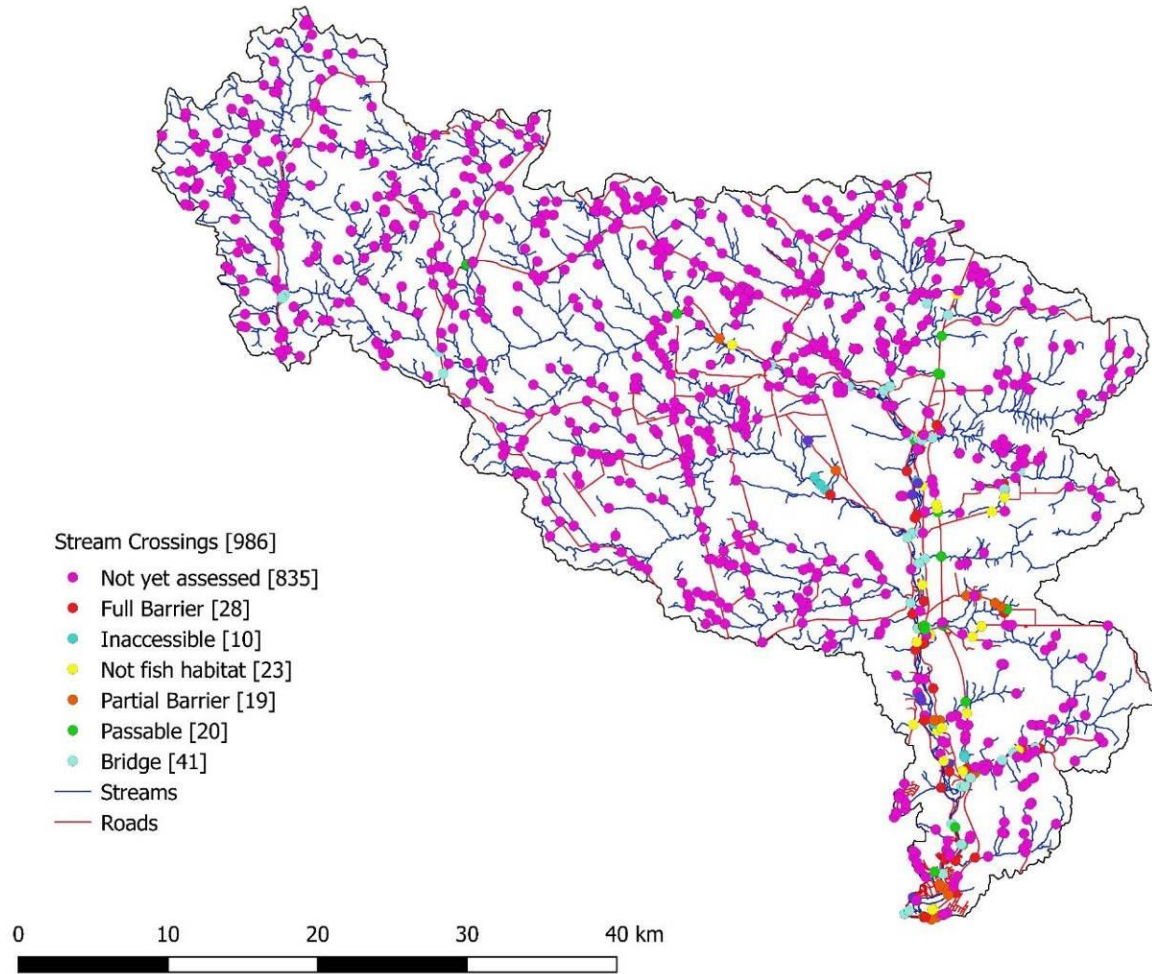 Stream Crossings [986]
Not yet assessed [835]
Full Barrier [28]
Inaccessible [10]
Not fish habitat [23]
Partial Barrier [19]
Passable [20]
Bridge [41]
Streams
Roads
0 10 20 30 40 km